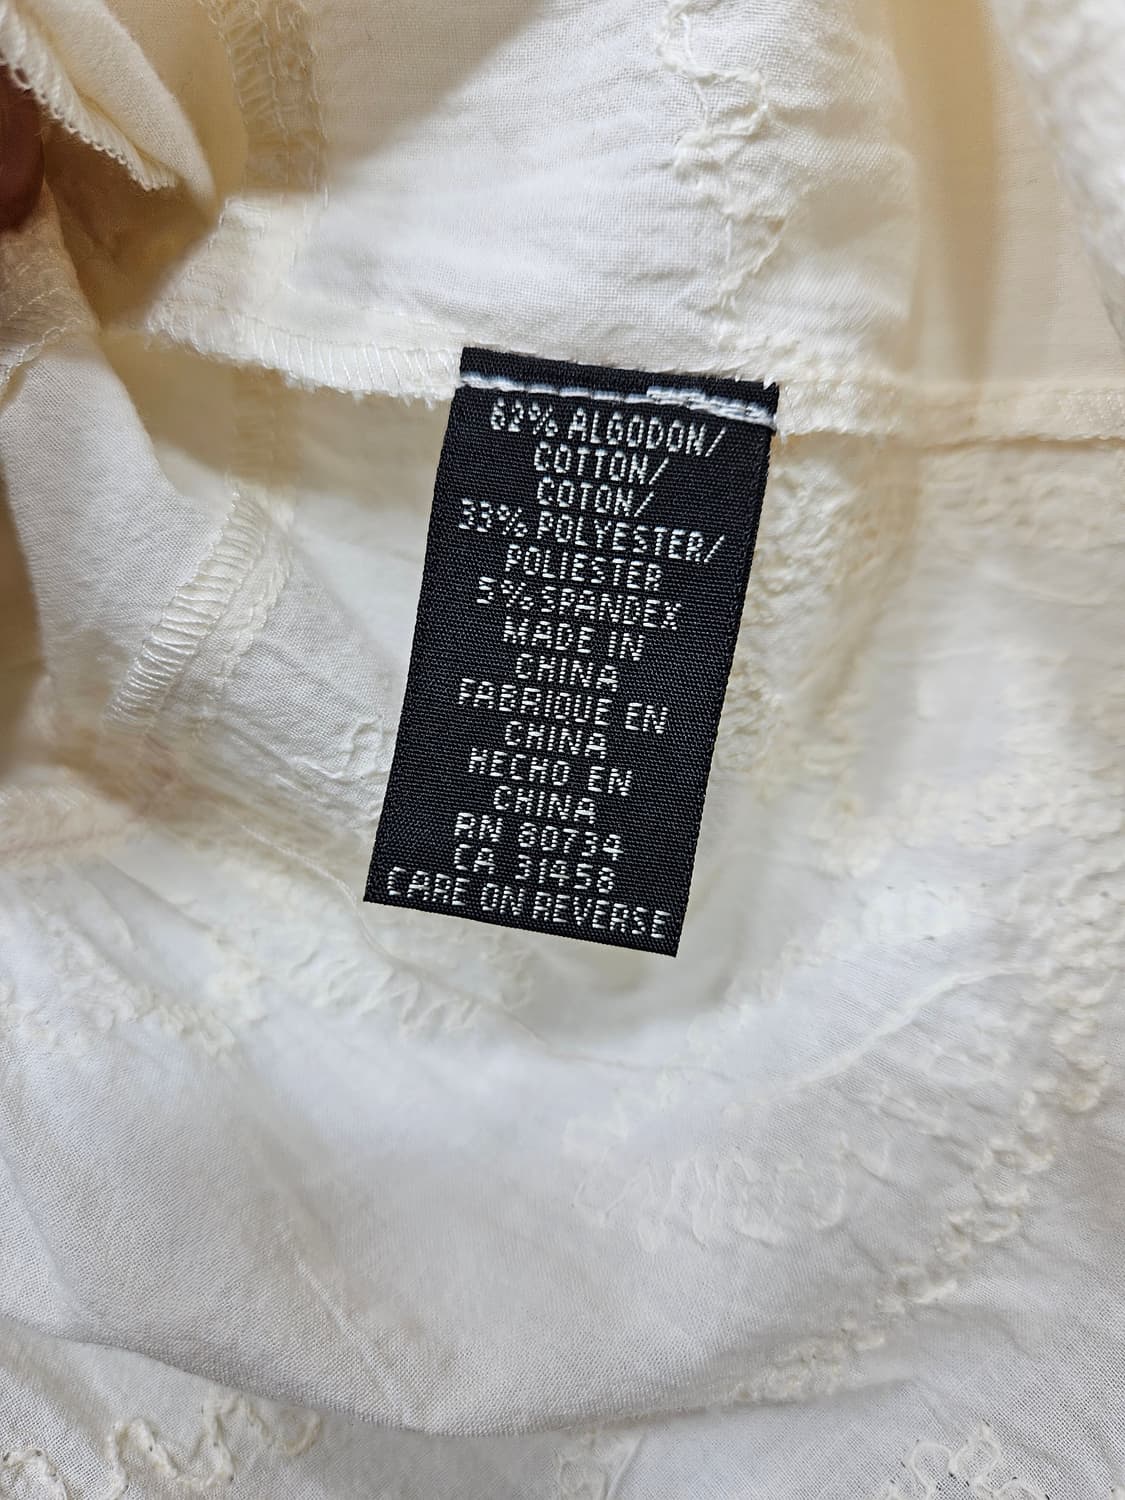 62% ALGODON/
COTTON/
COTON/
33% POLYESTER/
POLIESTER
5% SPANDEX
MADE IN
CHINA
FABRIQUE EN
CHINA
HECHO EN
CHINA
RN 60734
CA 31458
CARE ON REVERSE